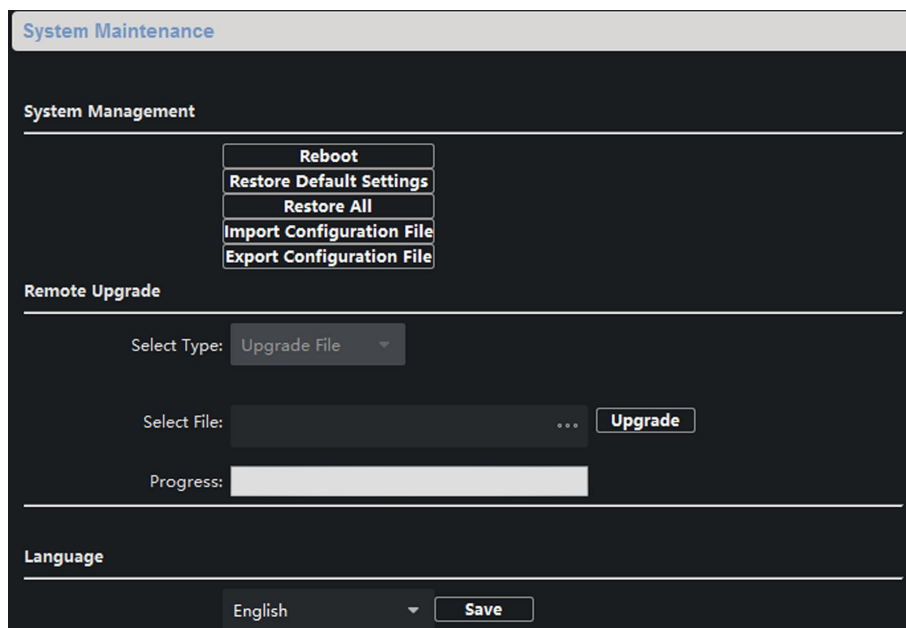 System Maintenance
System Management
Reboot
Restore Default Settings
Restore All
Import Configuration File
Export Configuration File
Remote Upgrade
Select Type: Upgrade File
Select File: ... Upgrade
Progress:
Language
English Save